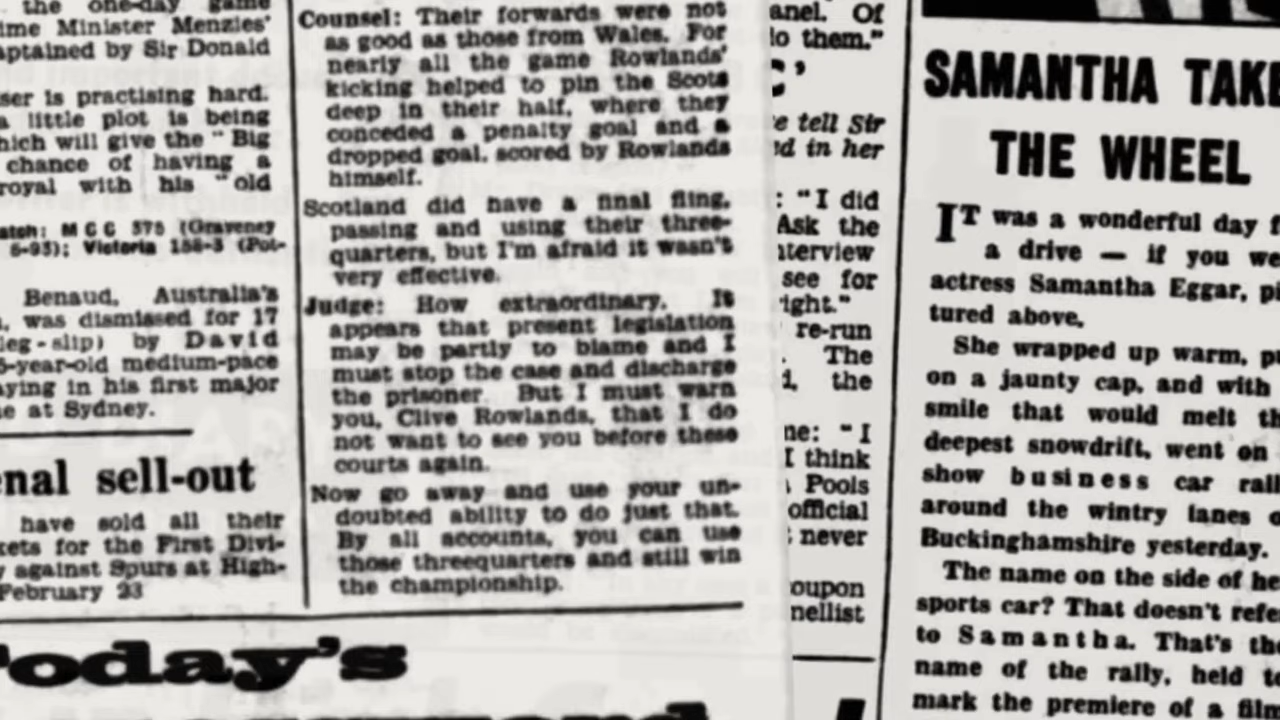 the one-day game
ime Minister Menzies'
aptained by Sir Donald
ser is practising hard.
a little plot is being
hich will give the "Big
chance of having a
royal with his "old
atch: M C C 375 (Graveney
6-93); Victoria 158-3 (Pot-
Benaud, Australia's
, was dismissed for 17
leg-slip) by David
5-year-old medium-pace
aying in his first major
e at Sydney.
enal sell-out
have sold all their
kets for the First Divi-
y against Spurs at High-
February 23
Today's
Counsel: Their forwards were not
as good as those from Wales. For
nearly all the game Rowlands'
kicking helped to pin the Scots
deep in their half, where they
conceded a penalty goal and a
dropped goal, scored by Rowlands
himself.
Scotland did have a final fling,
passing and using their three-
quarters, but I'm afraid it wasn't
very effective.
Judge: How extraordinary. It
appears that present legislation
may be partly to blame and I
must stop the case and discharge
the prisoner. But I must warn
you, Clive Rowlands, that I do
not want to see you before these
courts again.
Now go away and use your un-
doubted ability to do just that.
By all accounts, you can use
those threequarters and still win
the championship.
anel. Of
lo them."
C'
e tell Sir
d in her
: "I did
Ask the
nterview
see for
right."
re-run
. The
d, the
ne: "I
I think
Pools
official
never
oupon
nellist
SAMANTHA TAKE
THE WHEEL
IT was a wonderful day f
a drive — if you we
actress Samantha Eggar, pi
tured above.
She wrapped up warm, p
on a jaunty cap, and with
smile that would melt th
deepest snowdrift, went on
show business car rall
around the wintry lanes o
Buckinghamshire yesterday.
The name on the side of he
sports car? That doesn't refe
to Samantha. That's the
name of the rally, held to
mark the premiere of a film